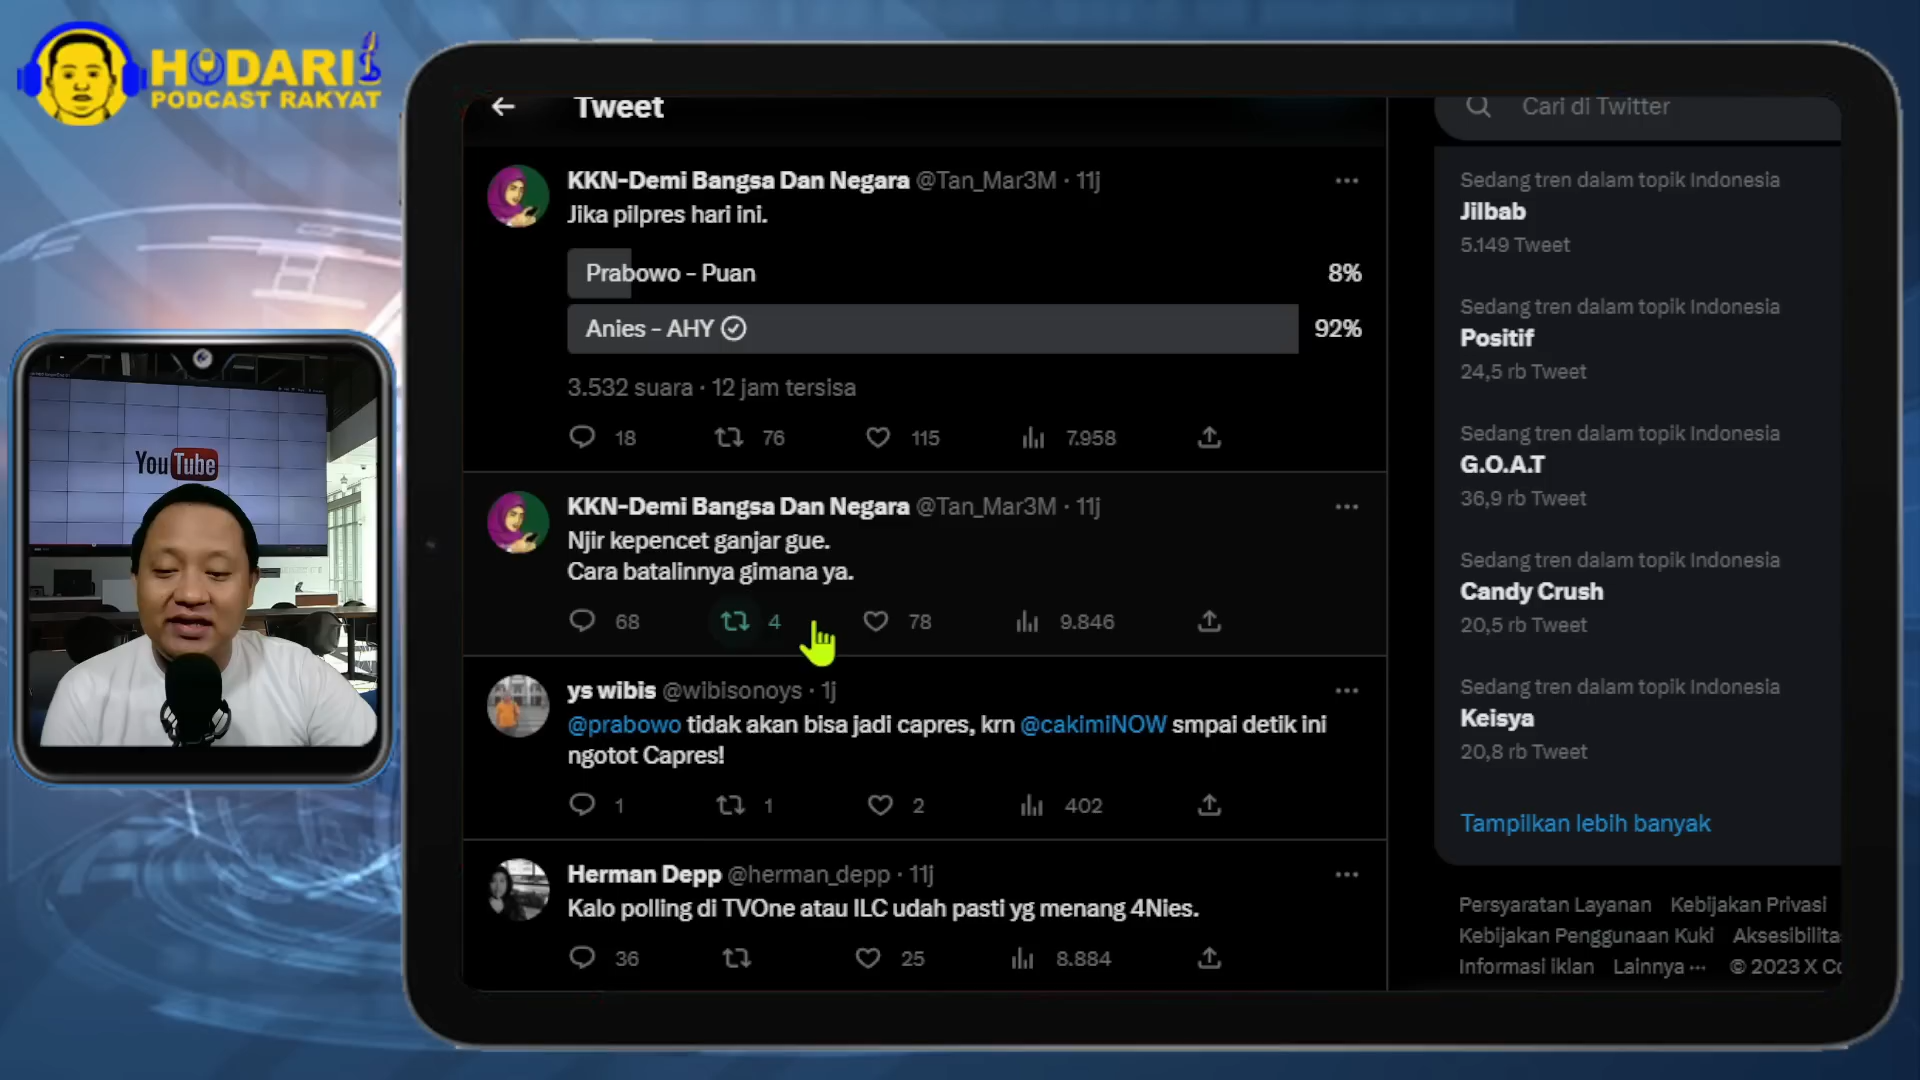 HUDARI
PODCAST RAKYAT
YouTube
Tweet
KKN-Demi Bangsa Dan Negara @Tan_Mar3M · 11j
Jika pilpres hari ini.
Prabowo - Puan 8%
Anies - AHY 92%
3.532 suara · 12 jam tersisa
18 76 115 7.958
KKN-Demi Bangsa Dan Negara @Tan_Mar3M · 11j
Njir kepencet ganjar gue.
Cara batalinnya gimana ya.
68 4 78 9.846
ys wibis @wibisonoys · 1j
@prabowo tidak akan bisa jadi capres, krn @cakimiNOW smpai detik ini
ngotot Capres!
1 1 2 402
Herman Depp @herman_depp · 11j
Kalo polling di TVOne atau ILC udah pasti yg menang 4Nies.
36 25 8.884
Cari di Twitter
Sedang tren dalam topik Indonesia
Jilbab
5.149 Tweet
Sedang tren dalam topik Indonesia
Positif
24,5 rb Tweet
Sedang tren dalam topik Indonesia
G.O.A.T
36,9 rb Tweet
Sedang tren dalam topik Indonesia
Candy Crush
20,5 rb Tweet
Sedang tren dalam topik Indonesia
Keisya
20,8 rb Tweet
Tampilkan lebih banyak
Persyaratan Layanan Kebijakan Privasi
Kebijakan Penggunaan Kuki Aksesibilita
Informasi iklan Lainnya ··· © 2023 X Co